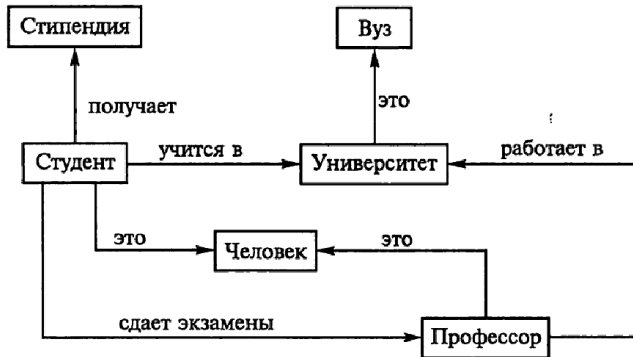 Стипендия
Вуз
получает
это
Студент
учится в
Университет
работает в
это
Человек
это
сдает экзамены
Профессор